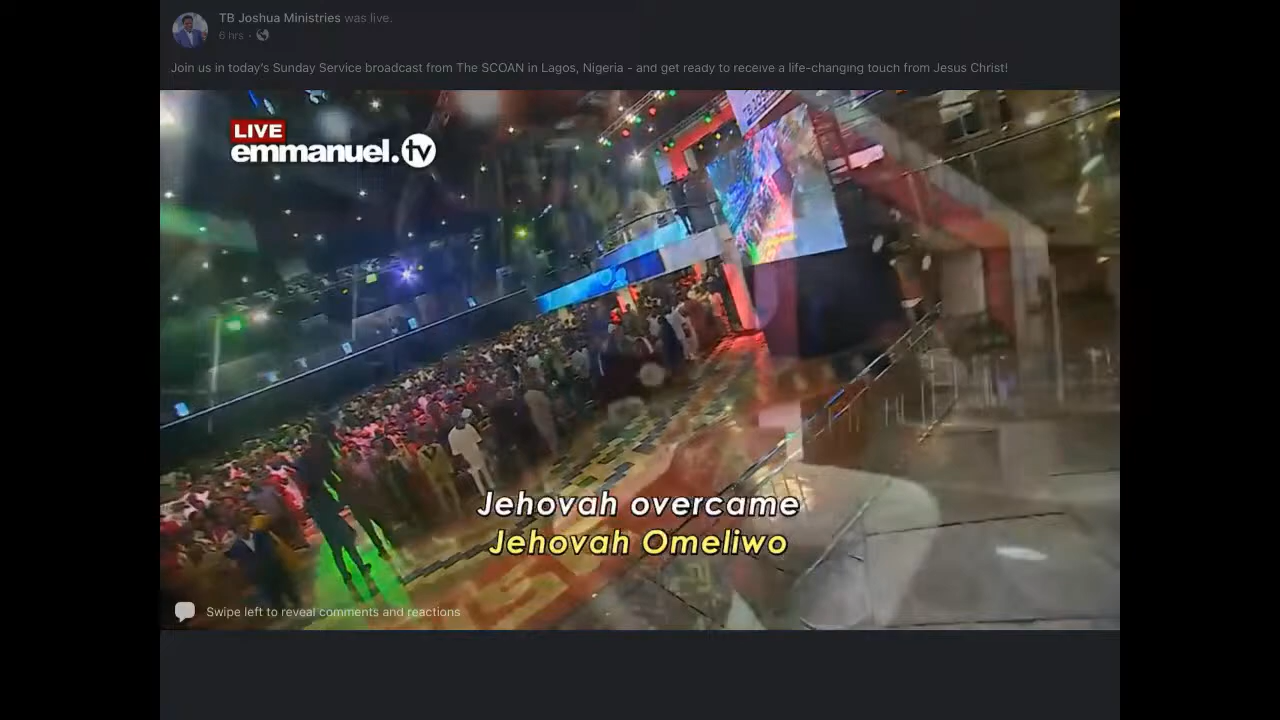 TB Joshua Ministries was live.
6 hrs ·
Join us in today's Sunday Service broadcast from The SCOAN in Lagos, Nigeria - and get ready to receive a life-changing touch from Jesus Christ!
LIVE
emmanuel.tv
Jehovah overcame
Jehovah Omeliwo
Swipe left to reveal comments and reactions